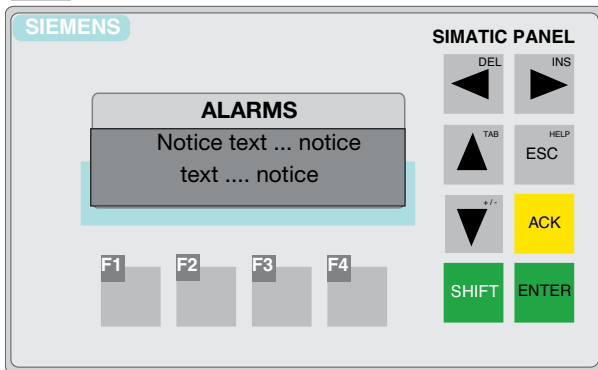 SIEMENS
SIMATIC PANEL
DEL
INS
ALARMS
Notice text ... notice
text .... notice
TAB
HELP
ESC
+ / -
ACK
F1
F2
F3
F4
SHIFT
ENTER